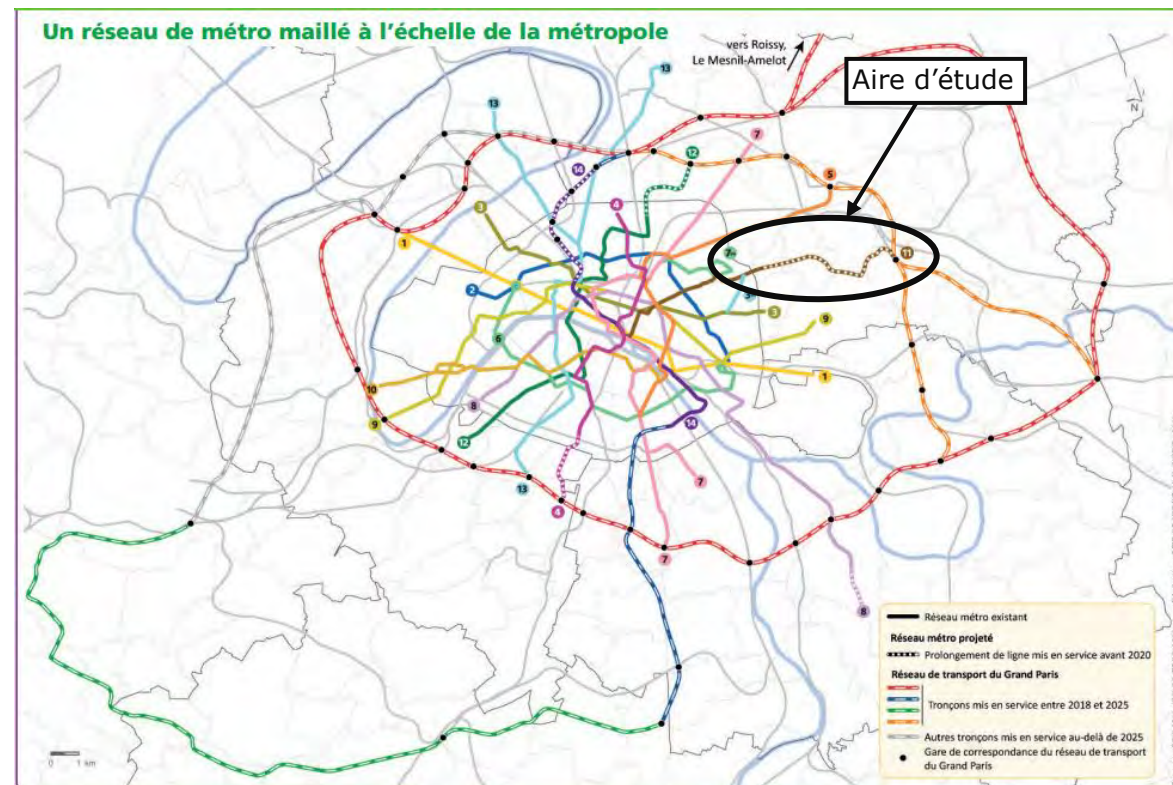 Un réseau de métro maillé à l'échelle de la métropole
vers Roissy,
Le Mesnil-Amelot
Aire d'étude
N
13
13
7
12
14
5
4
3
1
7bis
11
2
3
3
9
6
1
10
8
14
9
12
7
13
4
7
8
Réseau métro existant
Réseau métro projeté
Prolongement de ligne mis en service avant 2020
Réseau de transport du Grand Paris
Tronçons mis en service entre 2018 et 2025
Autres tronçons mis en service au-delà de 2025
Gare de correspondance du réseau de transport
du Grand Paris
0 1 km